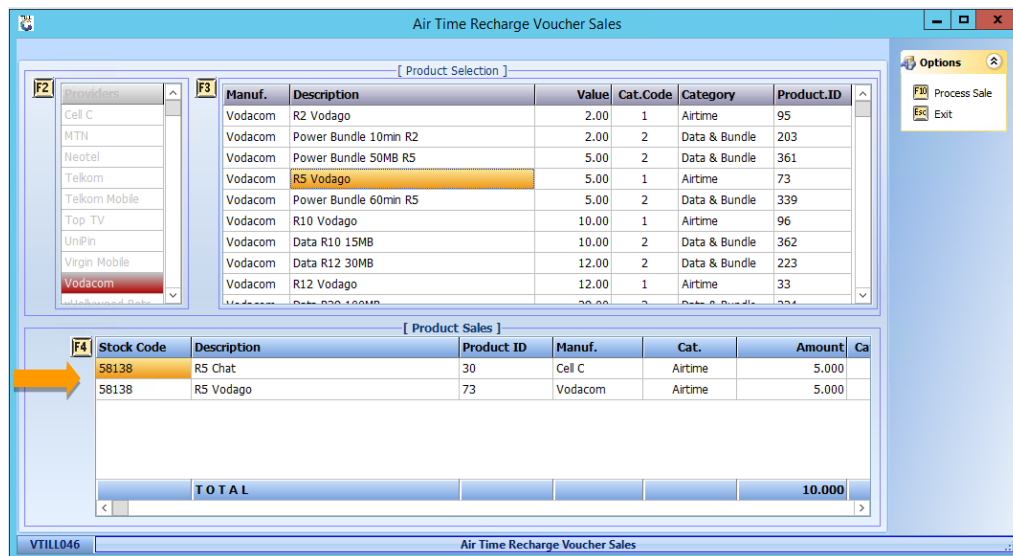 TILL
Air Time Recharge Voucher Sales
[ Product Selection ]
F2
Providers
Cell C
MTN
Neotel
Telkom
Telkom Mobile
Top TV
UniPin
Virgin Mobile
Vodacom
F3
Manuf. Description Value Cat.Code Category Product.ID
Vodacom R2 Vodago 2.00 1 Airtime 95
Vodacom Power Bundle 10min R2 2.00 2 Data & Bundle 203
Vodacom Power Bundle 50MB R5 5.00 2 Data & Bundle 361
Vodacom R5 Vodago 5.00 1 Airtime 73
Vodacom Power Bundle 60min R5 5.00 2 Data & Bundle 339
Vodacom R10 Vodago 10.00 1 Airtime 96
Vodacom Data R10 15MB 10.00 2 Data & Bundle 362
Vodacom Data R12 30MB 12.00 2 Data & Bundle 223
Vodacom R12 Vodago 12.00 1 Airtime 33
Options
F10 Process Sale
Esc Exit
[ Product Sales ]
F4
Stock Code Description Product ID Manuf. Cat. Amount Ca
58138 R5 Chat 30 Cell C Airtime 5.000
58138 R5 Vodago 73 Vodacom Airtime 5.000
T O T A L 10.000
VTILL046 Air Time Recharge Voucher Sales